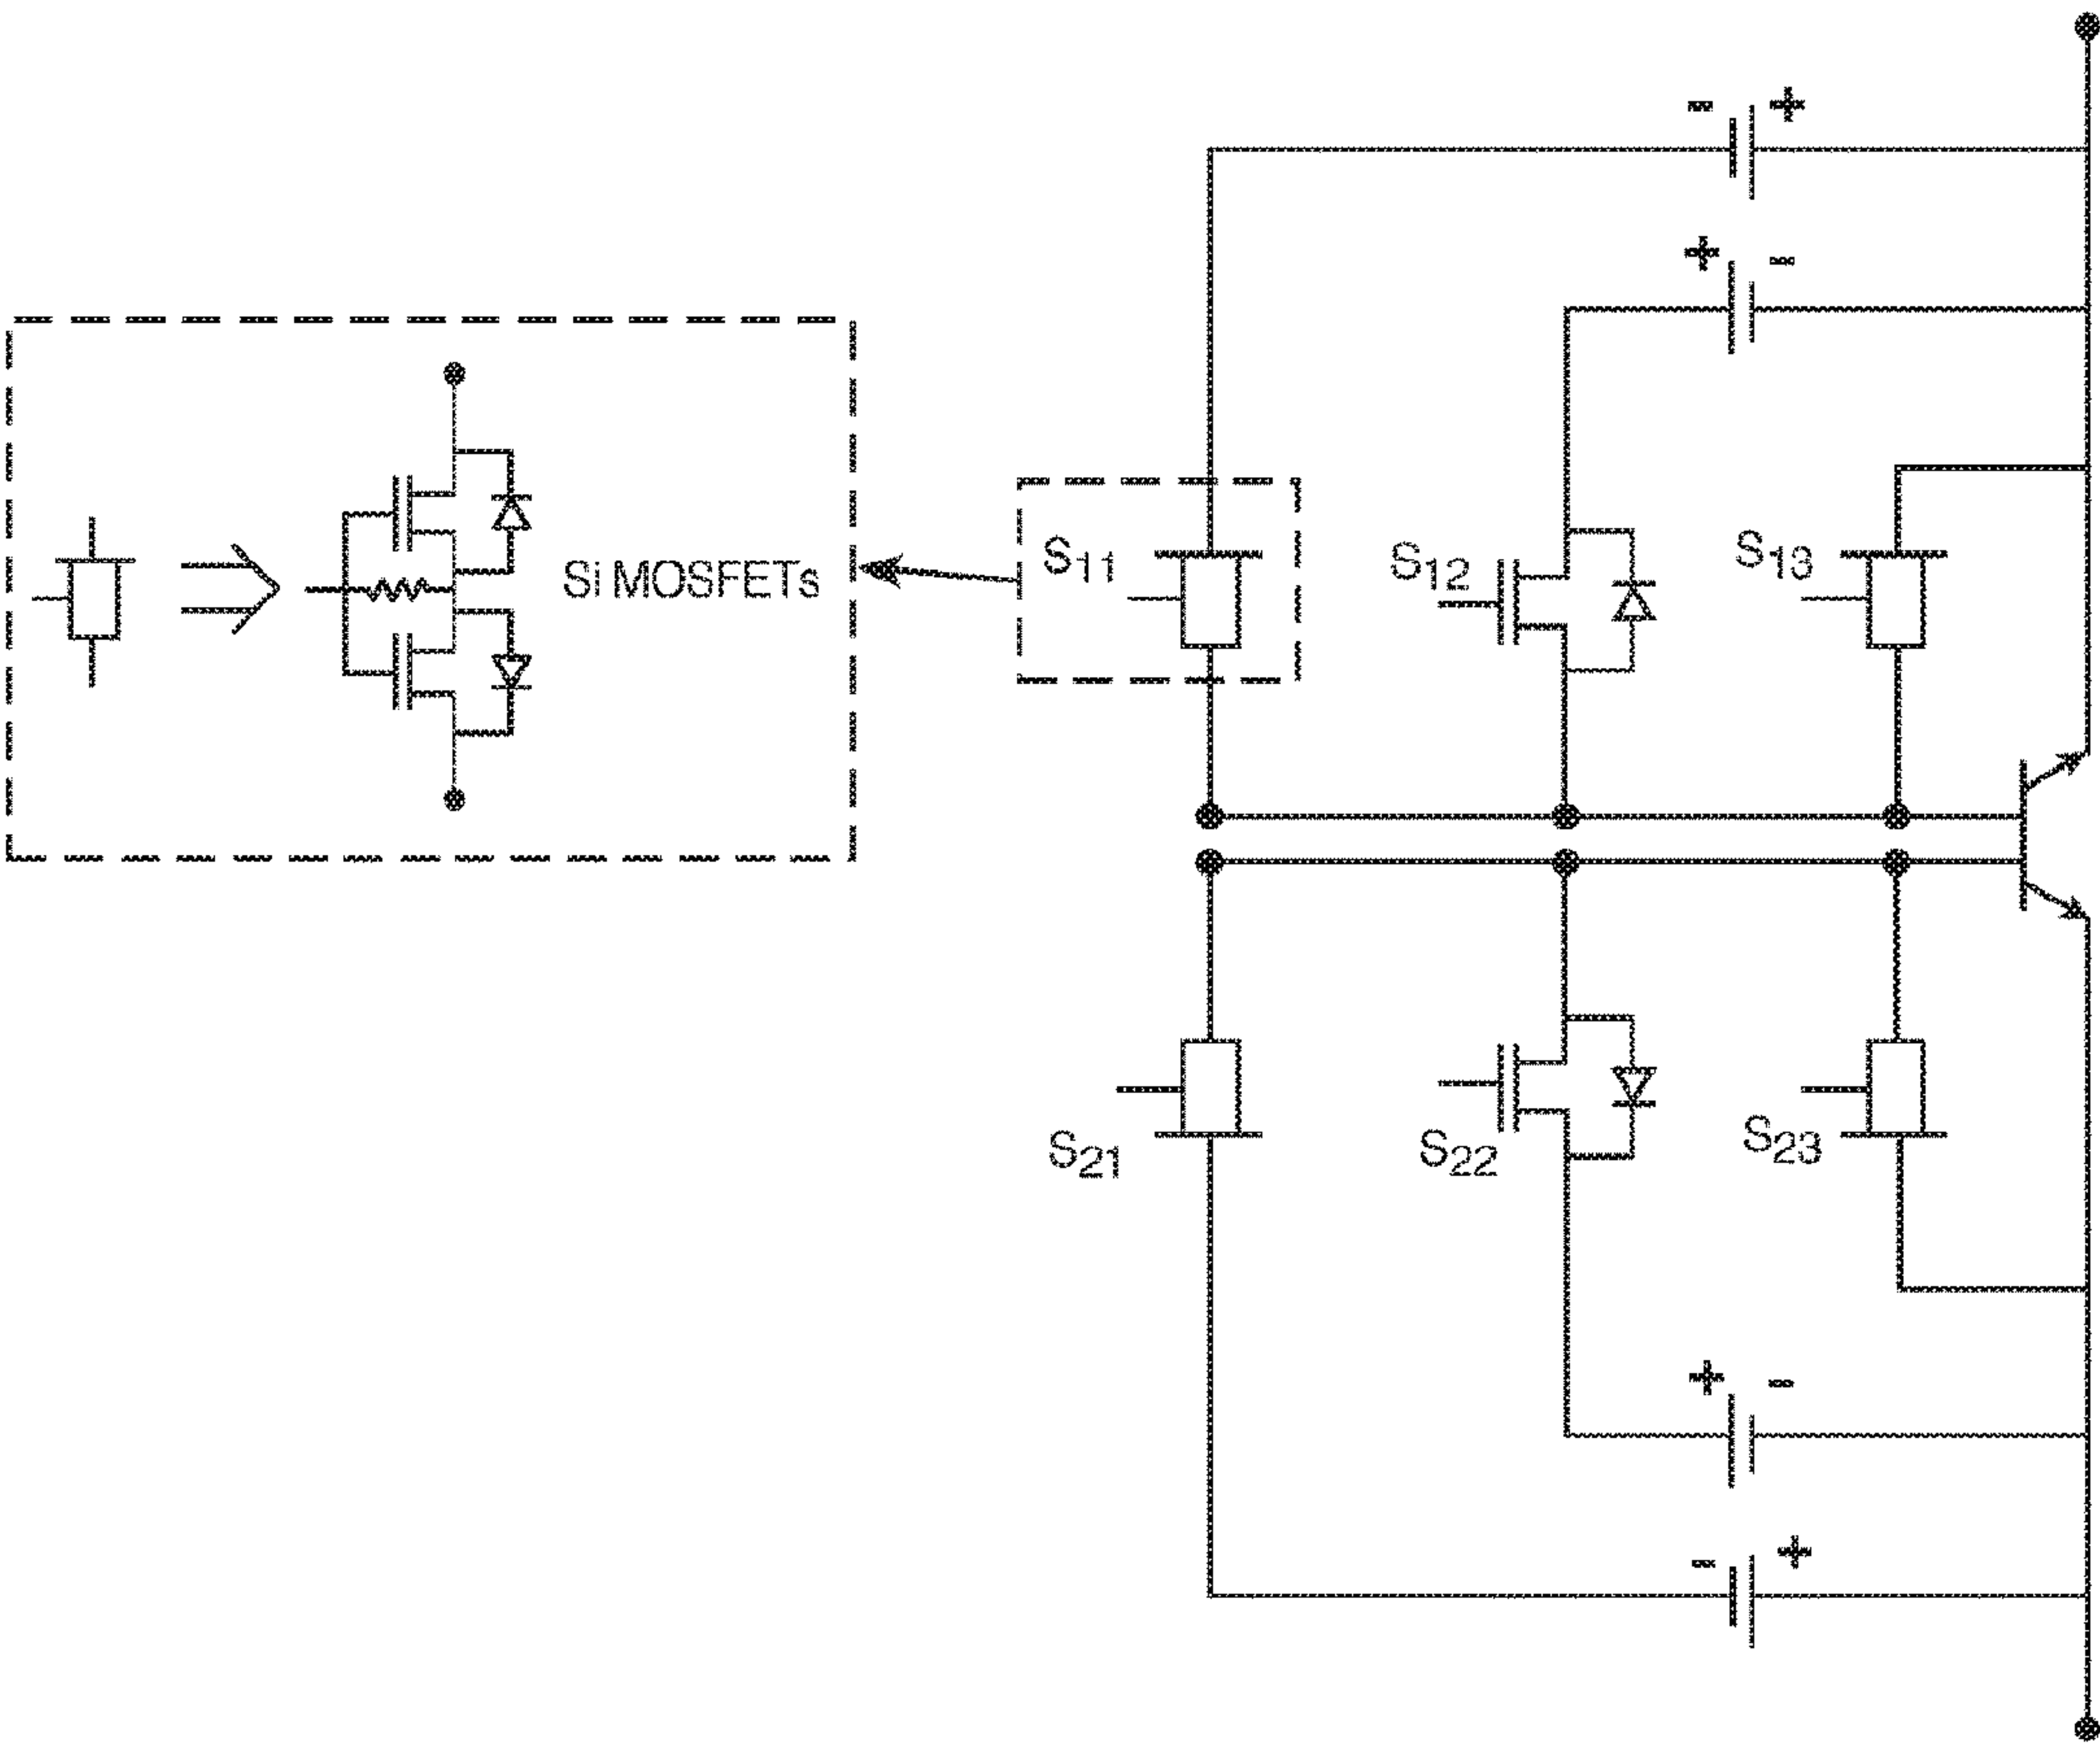 - +
+ -
S11
S12
S13
Si MOSFETs
S21
S22
S23
+ -
- +